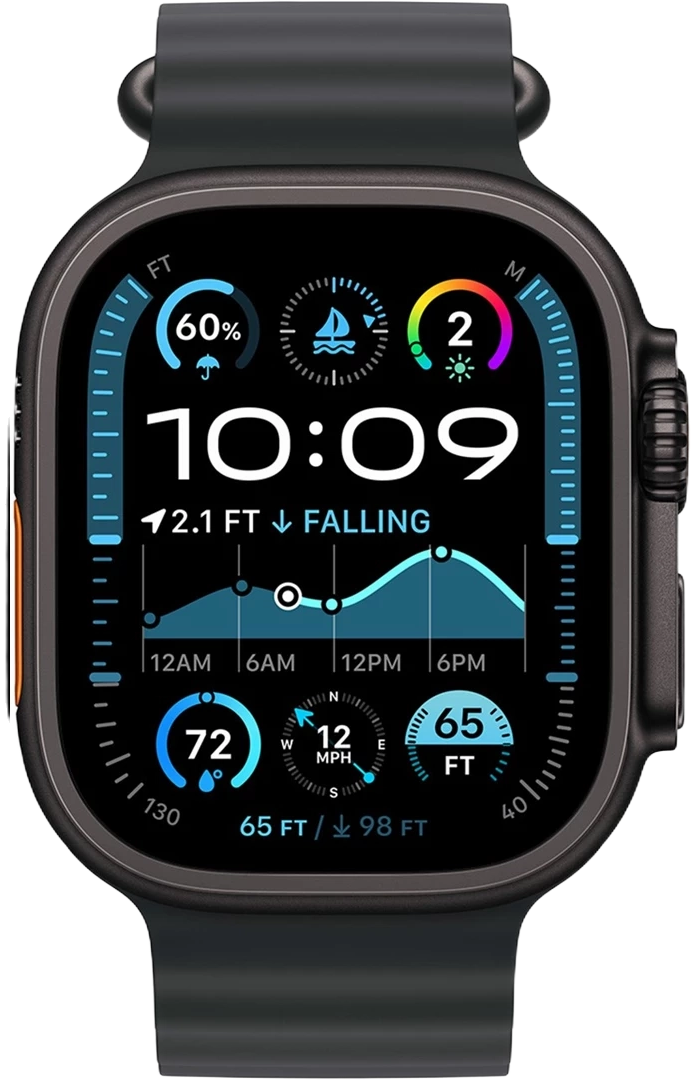 FT M
60% 2
10:09
2.1 FT ↓ FALLING
12AM 6AM 12PM 6PM
72
N
W 12 E
MPH
S
65
FT
130 40
65 FT / ↓ 98 FT